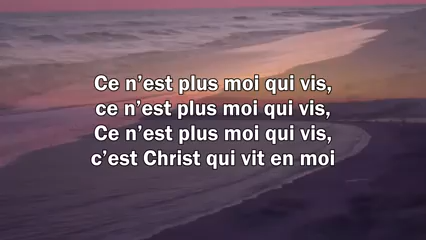 Ce n’est plus moi qui vis,
ce n’est plus moi qui vis,
Ce n’est plus moi qui vis,
c’est Christ qui vit en moi